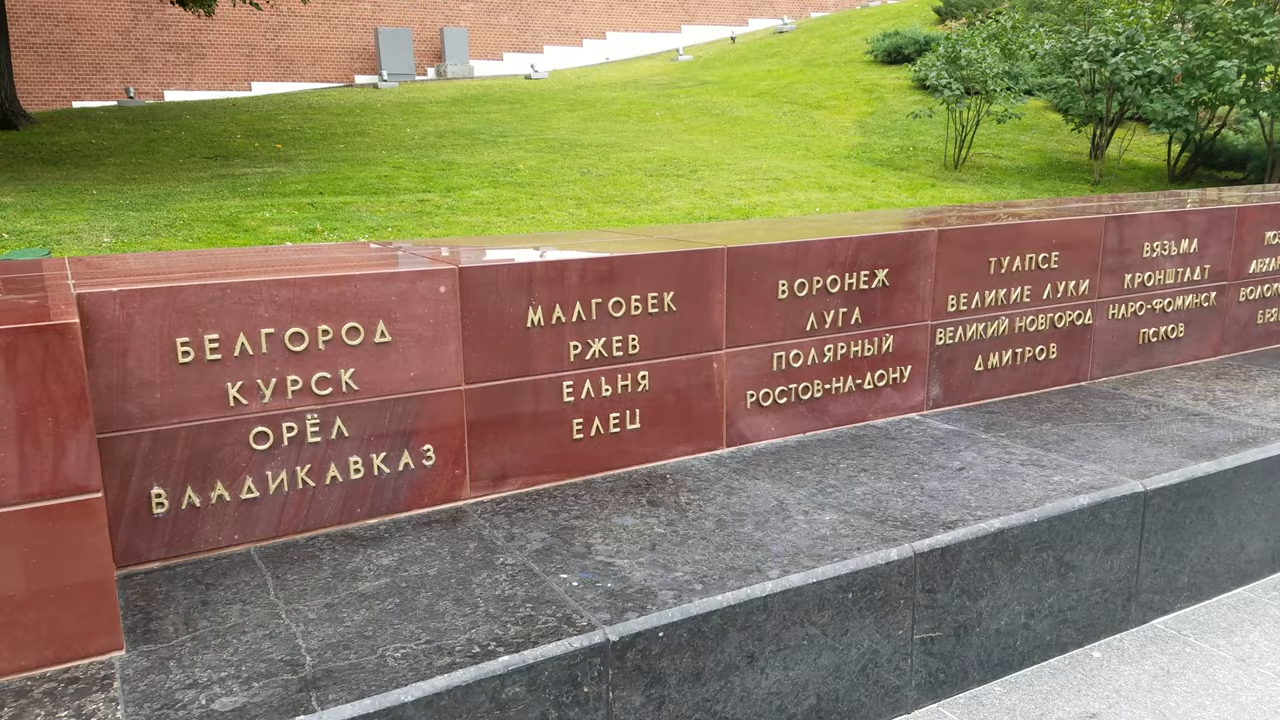 БЕЛГОРОД
КУРСК
ОРЁЛ
ВЛАДИКАВКАЗ
МАЛГОБЕК
РЖЕВ
ЕЛЬНЯ
ЕЛЕЦ
ВОРОНЕЖ
ЛУГА
ПОЛЯРНЫЙ
РОСТОВ-НА-ДОНУ
ТУАПСЕ
ВЕЛИКИЕ ЛУКИ
ВЕЛИКИЙ НОВГОРОД
ДМИТРОВ
ВЯЗЬМА
КРОНШТАДТ
НАРО-ФОМИНСК
ПСКОВ